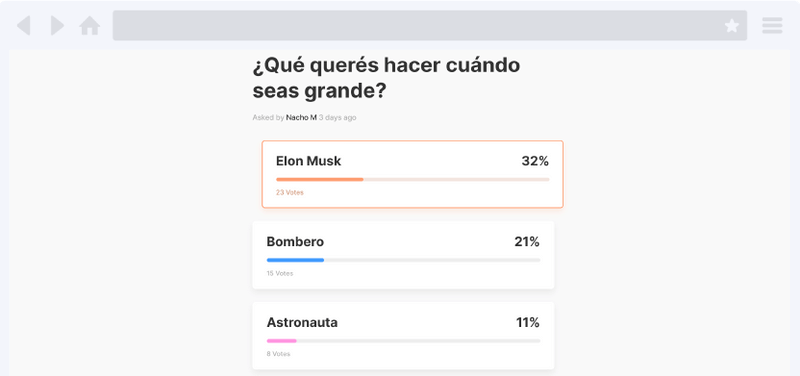 ¿Qué querés hacer cuándo
seas grande?
Asked by Nacho M 3 days ago
Elon Musk 32%
23 Votes
Bombero 21%
15 Votes
Astronauta 11%
8 Votes